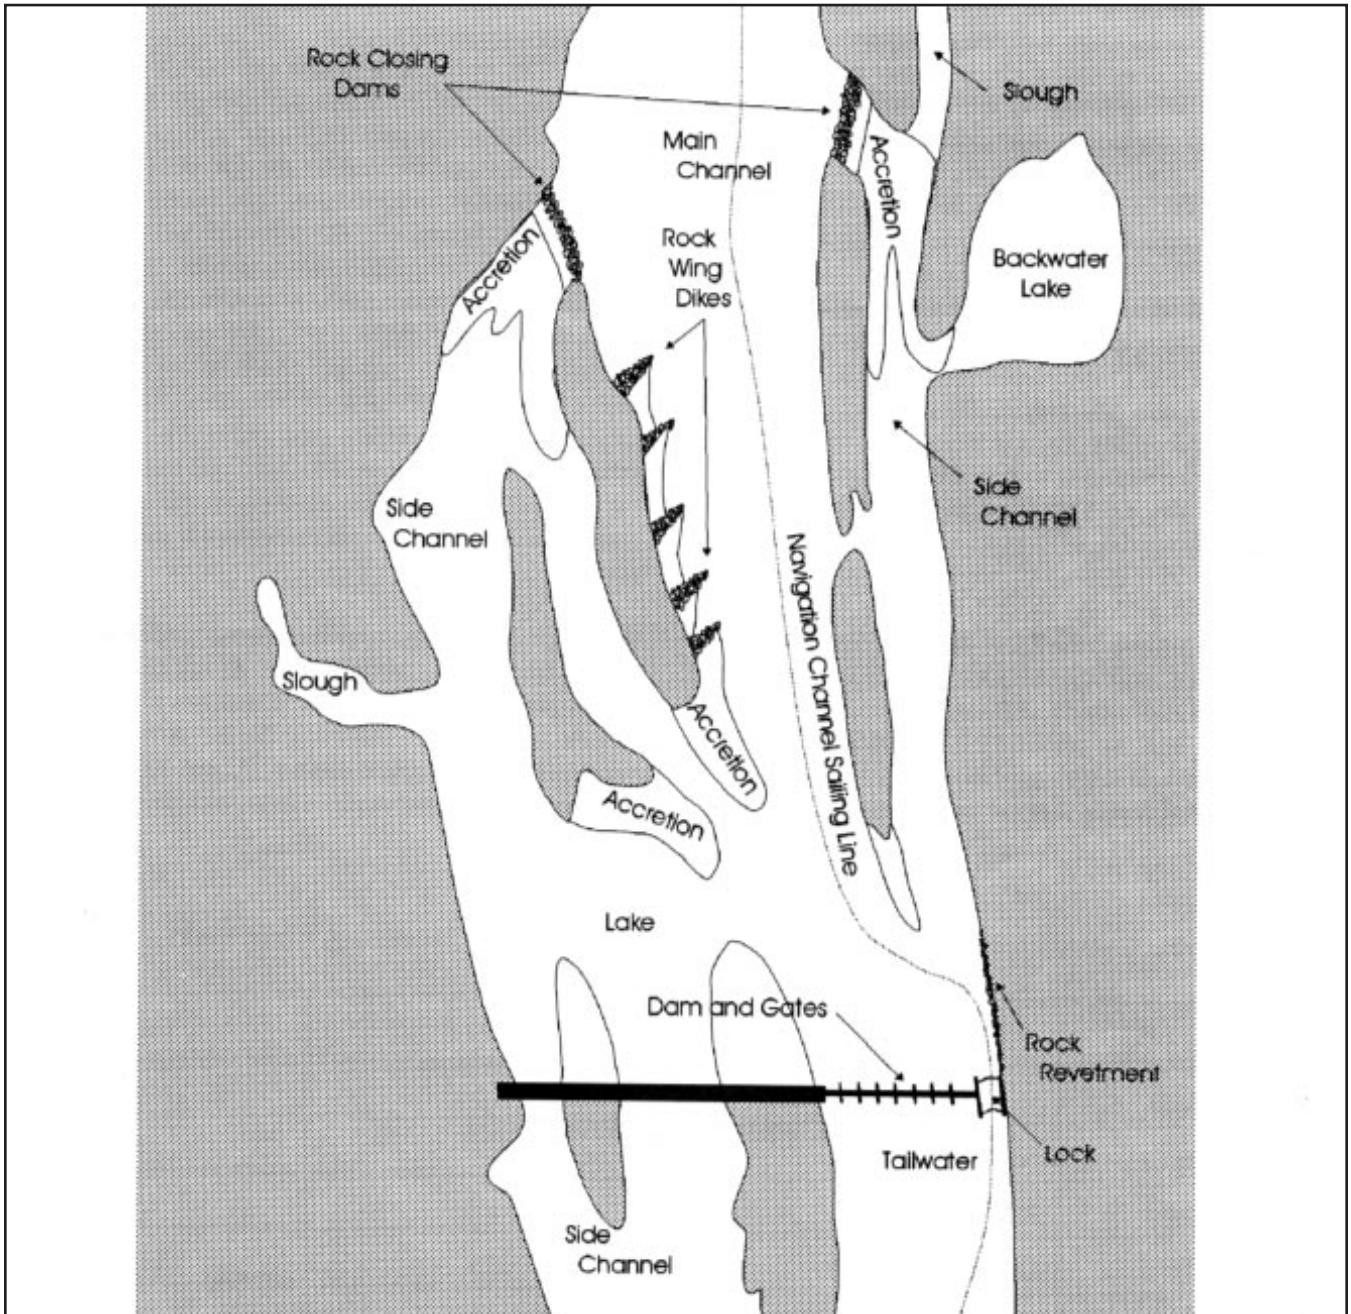 Rock Closing
Dams
Slough
Main
Channel
Accretion
Rock
Wing
Dikes
Accretion
Backwater
Lake
Side
Channel
Side
Channel
Navigation Channel Sailing Line
Slough
Accretion
Accretion
Lake
Dam and Gates
Rock
Revetment
Lock
Tailwater
Side
Channel